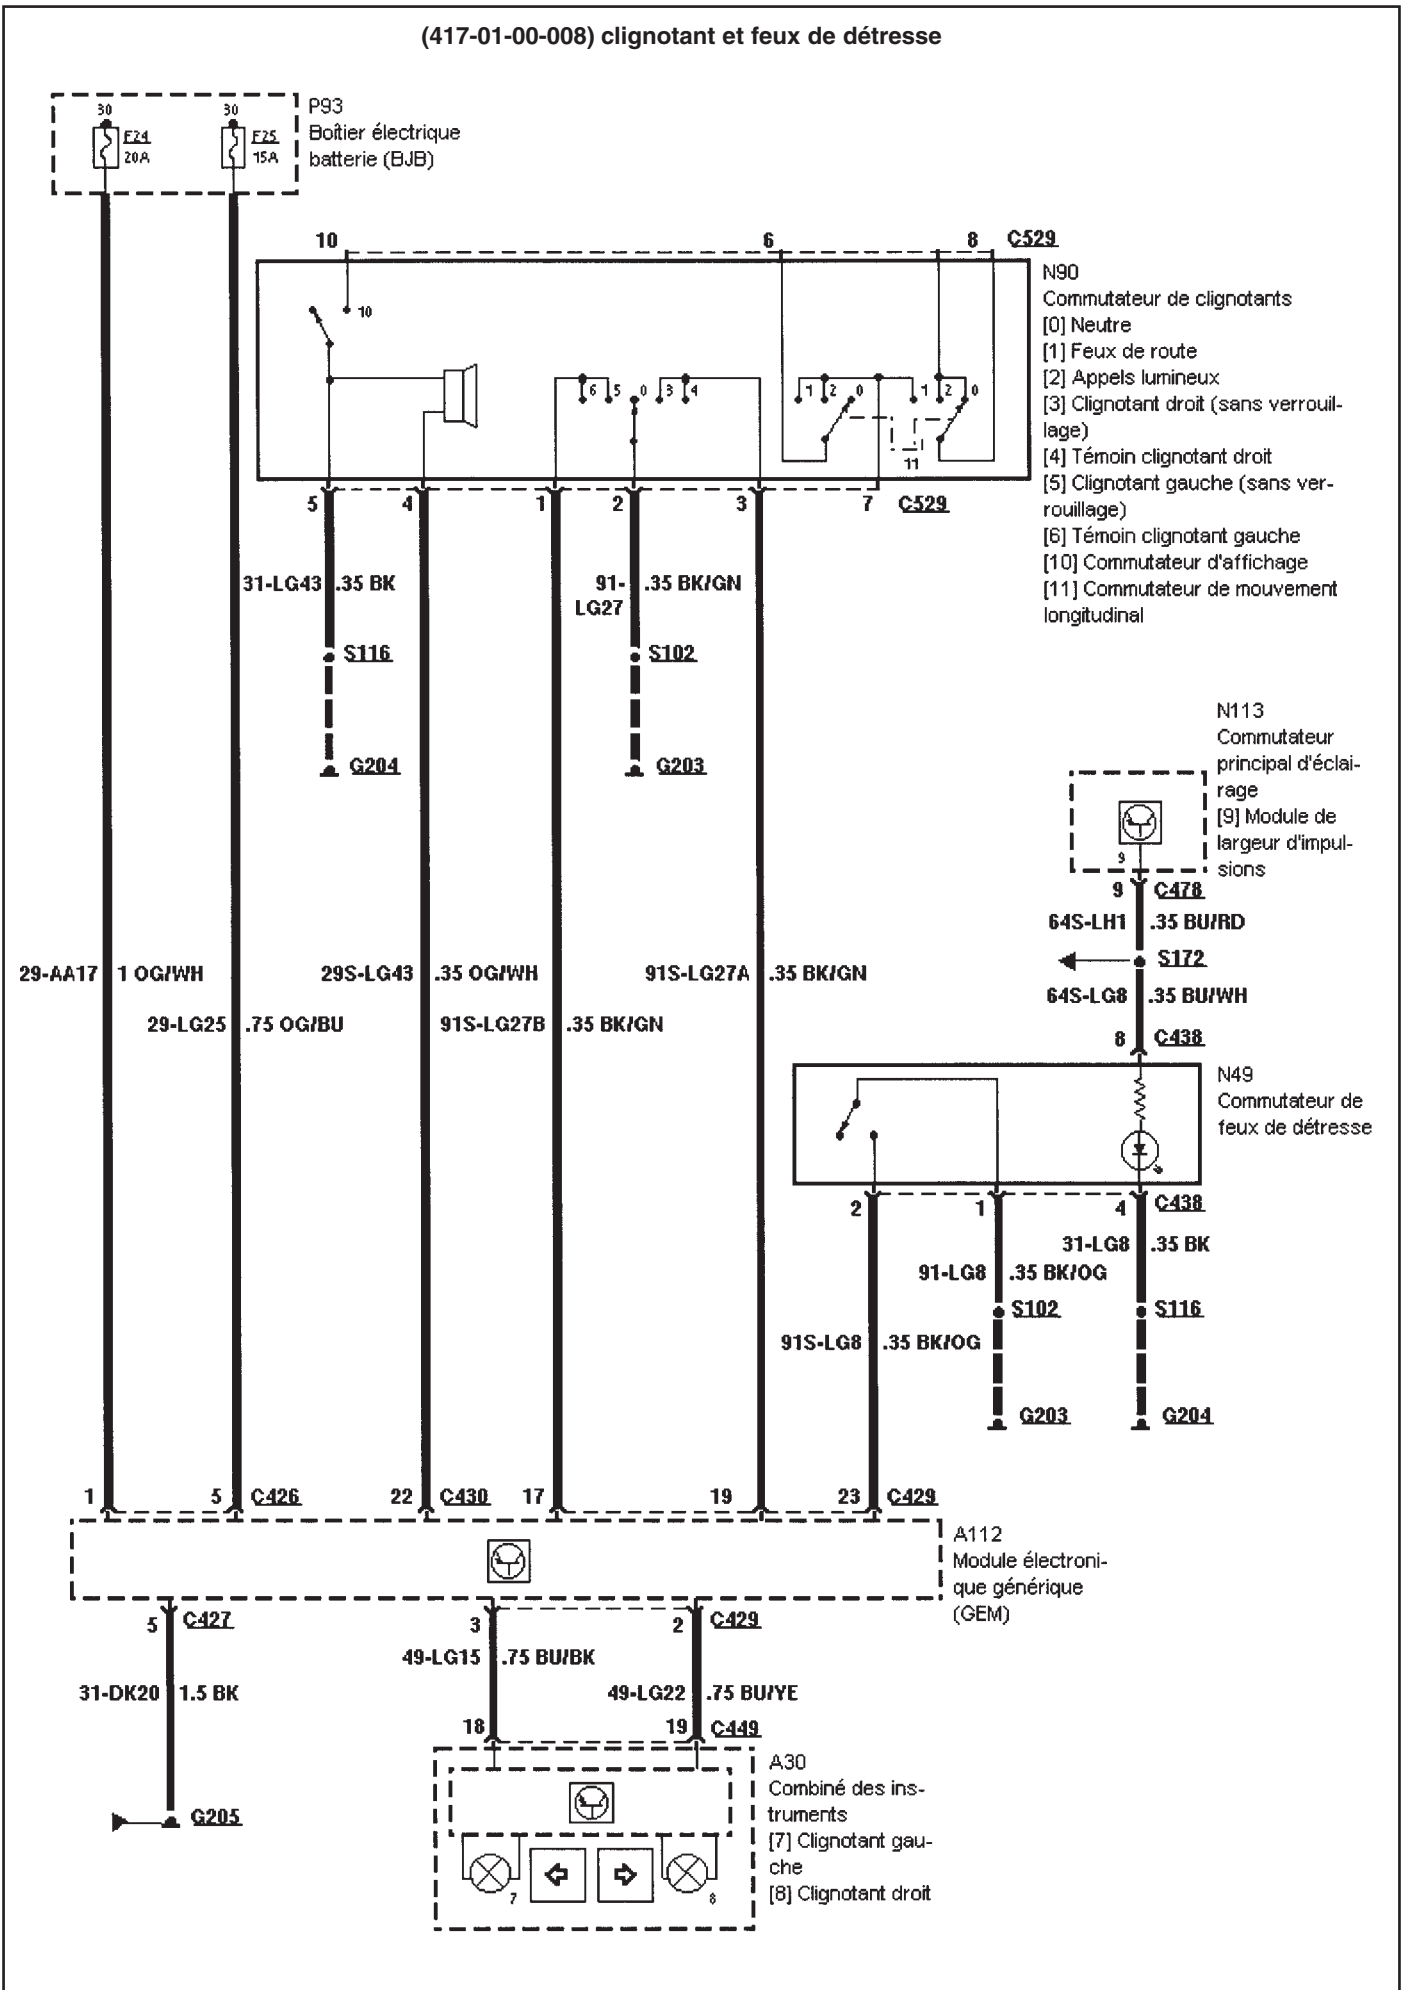 (417-01-00-008) clignotant et feux de détresse
30
30
F24
20A
F25
15A
P93
Boîtier électrique
batterie (BJB)
10
6
8
C529
10
6
5
0
3
4
1
2
0
1
2
0
11
N90
Commutateur de clignotants
[0] Neutre
[1] Feux de route
[2] Appels lumineux
[3] Clignotant droit (sans verrouil-
lage)
[4] Témoin clignotant droit
[5] Clignotant gauche (sans ver-
rouillage)
[6] Témoin clignotant gauche
[10] Commutateur d'affichage
[11] Commutateur de mouvement
longitudinal
5
4
1
2
3
7
C529
31-LG43
.35 BK
91-
LG27
.35 BK/GN
S116
S102
G204
G203
N113
Commutateur
principal d'éclai-
rage
[9] Module de
largeur d'impul-
sions
9
9
C478
64S-LH1
.35 BU/RD
S172
64S-LG8
.35 BU/WH
8
C438
29-AA17
1 OG/WH
29S-LG43
.35 OG/WH
91S-LG27A
.35 BK/GN
29-LG25
.75 OG/BU
91S-LG27B
.35 BK/GN
N49
Commutateur de
feux de détresse
2
1
4
C438
31-LG8
.35 BK
91-LG8
.35 BK/OG
S102
S116
91S-LG8
.35 BK/OG
G203
G204
1
5
C426
22
C430
17
19
23
C429
A112
Module électroni-
que générique
(GEM)
5
C427
3
2
C429
49-LG15
.75 BU/BK
31-DK20
1.5 BK
49-LG22
.75 BU/YE
18
19
C449
G205
A30
Combiné des ins-
truments
[7] Clignotant gau-
che
[8] Clignotant droit
7
8